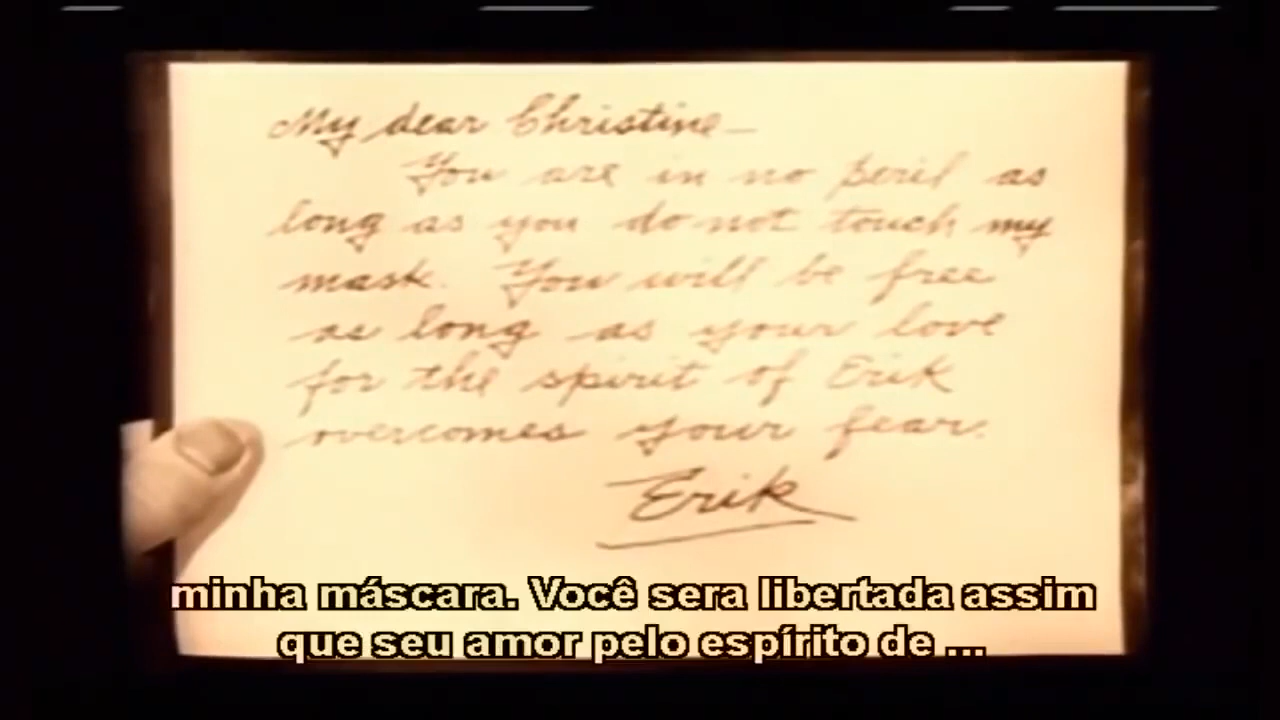 My dear Christine—
You are in no peril as
long as you do not touch my
mask. You will be free
as long as your love
for the spirit of Erik
overcomes your fear.
Erik
minha máscara. Você sera libertada assim
que seu amor pelo espírito de ...